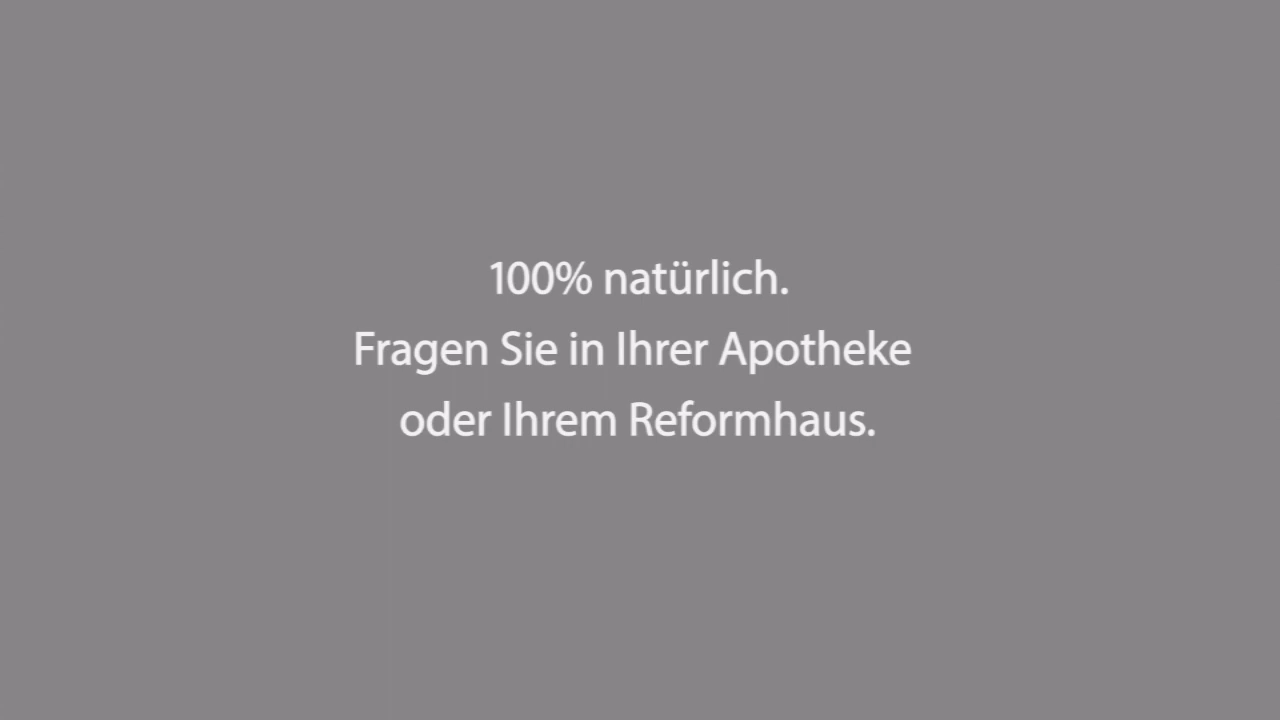 100% natürlich.
Fragen Sie in Ihrer Apotheke
oder Ihrem Reformhaus.